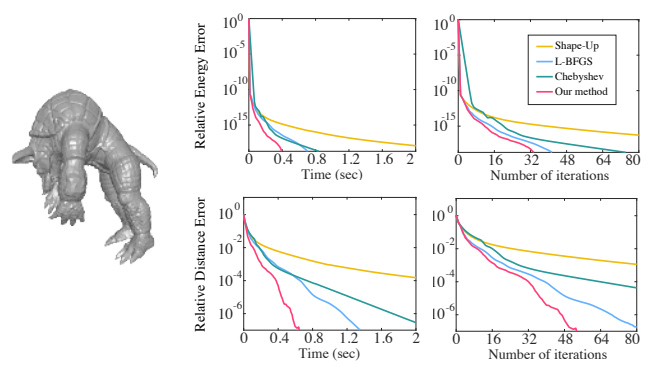 Relative Energy Error
10^0
10^-5
10^-10
10^-15
0 0.4 0.8 1.2 1.6 2
Time (sec)
10^0
10^-5
10^-10
10^-15
0 16 32 48 64 80
Number of iterations
Shape-Up
L-BFGS
Chebyshev
Our method
Relative Distance Error
10^0
10^-2
10^-4
10^-6
0 0.4 0.8 1.2 1.6 2
Time (sec)
10^0
10^-2
10^-4
10^-6
0 16 32 48 64 80
Number of iterations